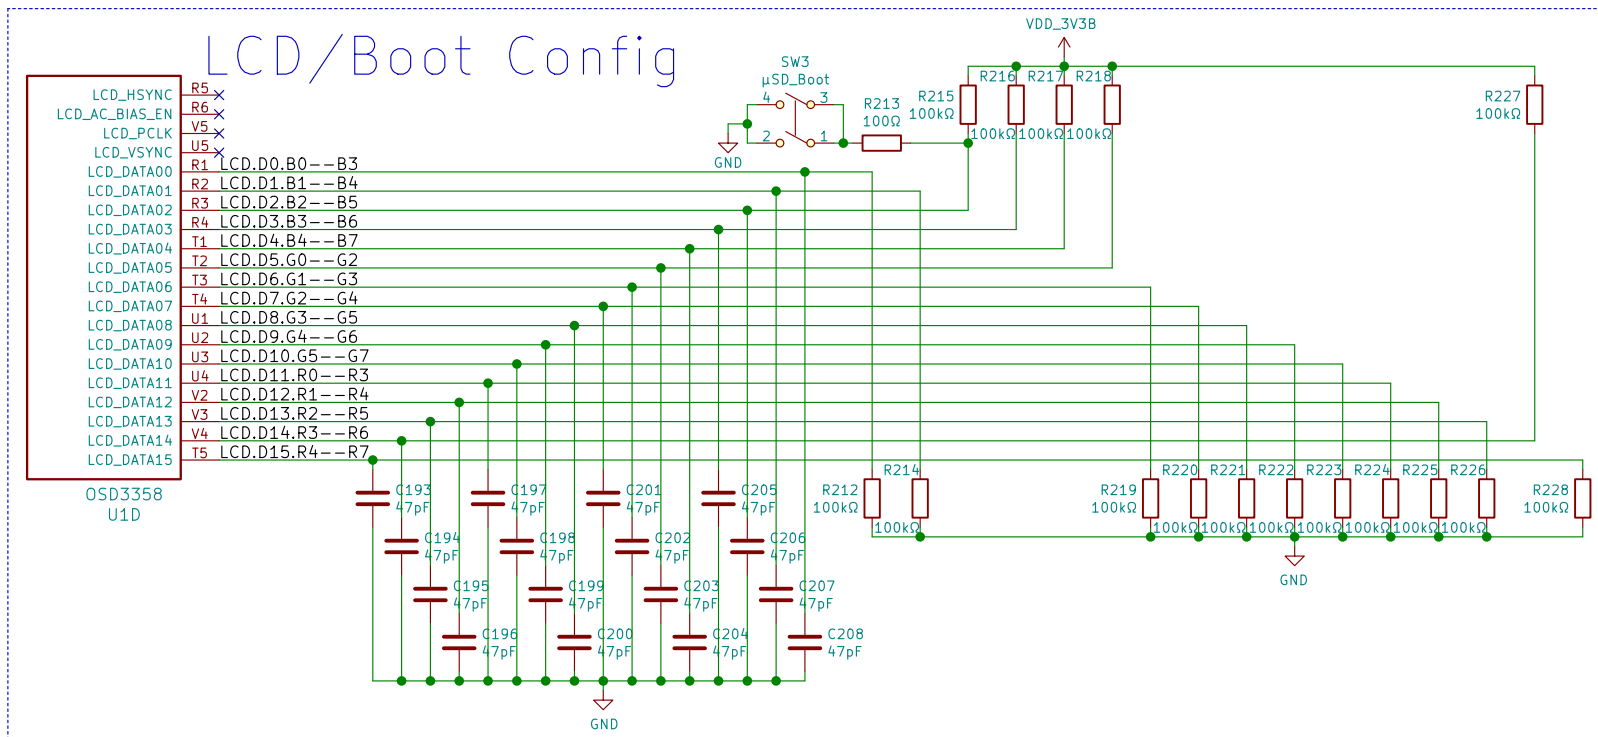 LCD/Boot Config
VDD_3V3B
SW3
µSD_Boot
4
3
2
1
GND
R213
100Ω
R215
100kΩ
R216
100kΩ
R217
100kΩ
R218
100kΩ
R227
100kΩ
LCD_HSYNC R5
LCD_AC_BIAS_EN R6
LCD_PCLK V5
LCD_VSYNC U5
LCD_DATA00 R1 LCD.D0.B0--B3
LCD_DATA01 R2 LCD.D1.B1--B4
LCD_DATA02 R3 LCD.D2.B2--B5
LCD_DATA03 R4 LCD.D3.B3--B6
LCD_DATA04 T1 LCD.D4.B4--B7
LCD_DATA05 T2 LCD.D5.G0--G2
LCD_DATA06 T3 LCD.D6.G1--G3
LCD_DATA07 T4 LCD.D7.G2--G4
LCD_DATA08 U1 LCD.D8.G3--G5
LCD_DATA09 U2 LCD.D9.G4--G6
LCD_DATA10 U3 LCD.D10.G5--G7
LCD_DATA11 U4 LCD.D11.R0--R3
LCD_DATA12 V2 LCD.D12.R1--R4
LCD_DATA13 V3 LCD.D13.R2--R5
LCD_DATA14 V4 LCD.D14.R3--R6
LCD_DATA15 T5 LCD.D15.R4--R7
OSD3358
U1D
C193
47pF
C194
47pF
C195
47pF
C196
47pF
C197
47pF
C198
47pF
C199
47pF
C200
47pF
C201
47pF
C202
47pF
C203
47pF
C204
47pF
C205
47pF
C206
47pF
C207
47pF
C208
47pF
GND
R212
100kΩ
R214
100kΩ
R219
100kΩ
R220
100kΩ
R221
100kΩ
R222
100kΩ
R223
100kΩ
R224
100kΩ
R225
100kΩ
R226
100kΩ
R228
100kΩ
GND